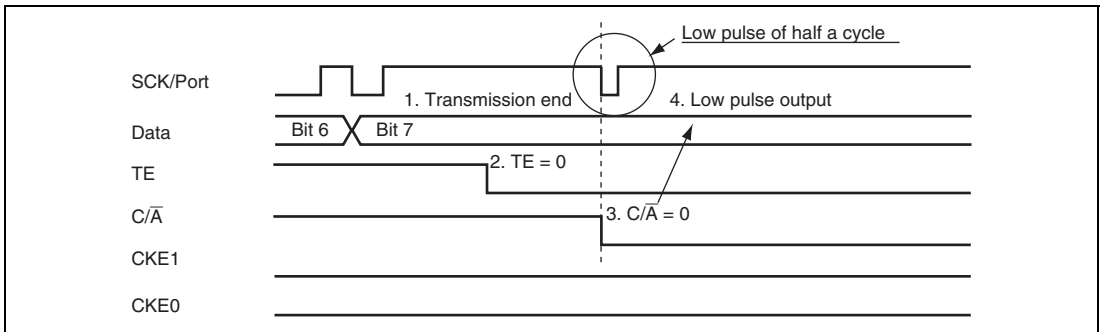 Low pulse of half a cycle
SCK/Port
1. Transmission end
4. Low pulse output
Data
Bit 6
Bit 7
TE
2. TE = 0
C/A̅
3. C/A̅ = 0
CKE1
CKE0